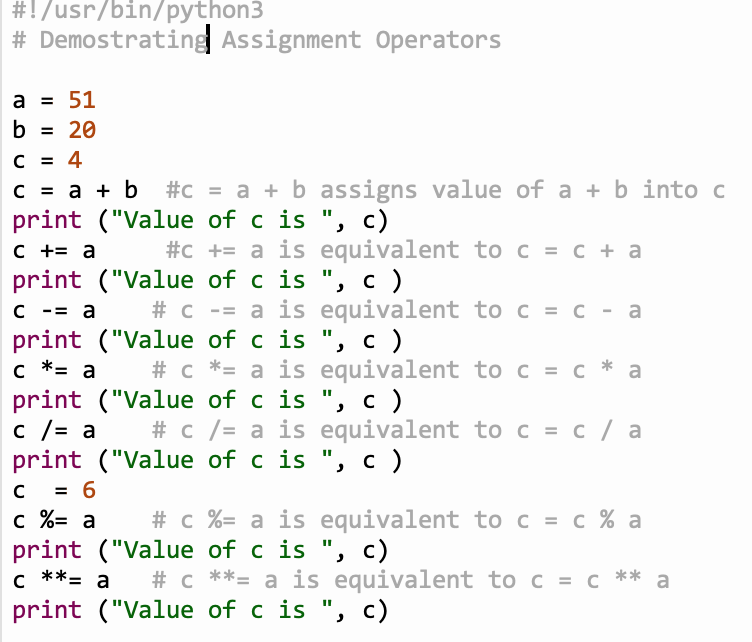 #!/usr/bin/python3
# Demostrating Assignment Operators
a = 51
b = 20
c = 4
c = a + b  #c = a + b assigns value of a + b into c
print ("Value of c is ", c)
c += a     #c += a is equivalent to c = c + a
print ("Value of c is ", c )
c -= a    # c -= a is equivalent to c = c - a
print ("Value of c is ", c )
c *= a    # c *= a is equivalent to c = c * a
print ("Value of c is ", c )
c /= a    # c /= a is equivalent to c = c / a
print ("Value of c is ", c )
c  = 6
c %= a    # c %= a is equivalent to c = c % a
print ("Value of c is ", c)
c **= a   # c **= a is equivalent to c = c ** a
print ("Value of c is ", c)